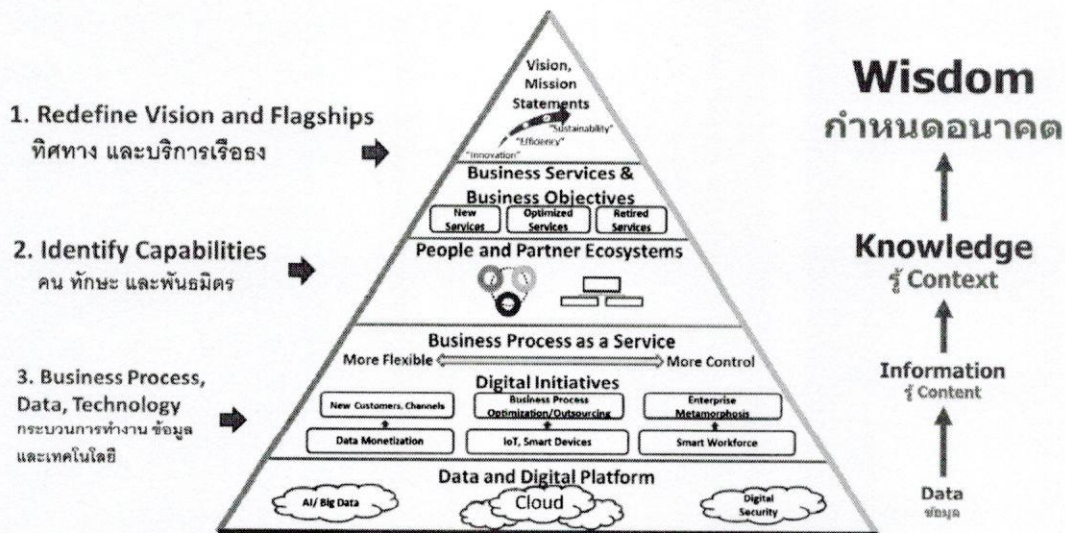 1. Redefine Vision and Flagships
ทิศทาง และบริการเรือธง
2. Identify Capabilities
คน ทักษะ และพันธมิตร
3. Business Process,
Data, Technology
กระบวนการทำงาน ข้อมูล
และเทคโนโลยี
Vision,
Mission
Statements
"Sustainability"
"Efficiency"
"Innovation"
Business Services &
Business Objectives
New
Services
Optimized
Services
Retired
Services
People and Partner Ecosystems
Business Process as a Service
More Flexible
More Control
Digital Initiatives
New Customers, Channels
Business Process
Optimization/Outsourcing
Enterprise
Metamorphosis
Data Monetization
IoT, Smart Devices
Smart Workforce
Data and Digital Platform
AI/ Big Data
Cloud
Digital
Security
Wisdom
กำหนดอนาคต
Knowledge
รู้ Context
Information
รู้ Content
Data
ข้อมูล